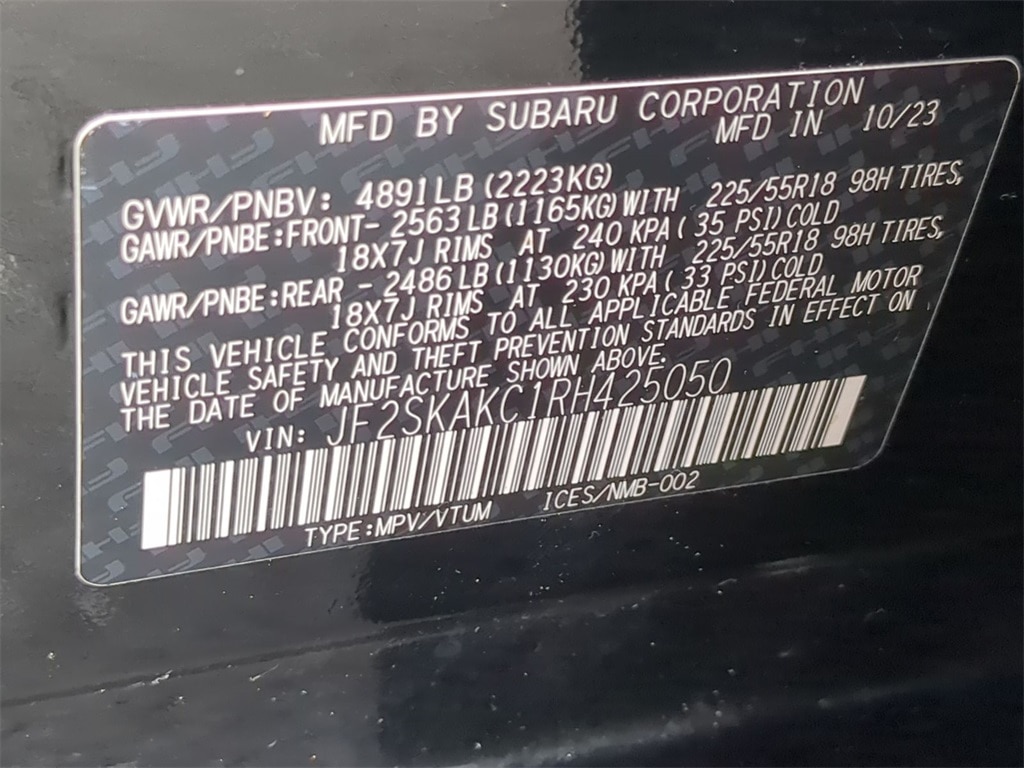 MFD BY SUBARU CORPORATION
MFD IN 10/23
GVWR/PNBV: 4891LB (2223KG)
GAWR/PNBE:FRONT- 2563LB(1165KG)WITH 225/55R18 98H TIRES,
18X7J RIMS AT 240 KPA( 35 PSI)COLD
GAWR/PNBE:REAR - 2486LB(1130KG)WITH 225/55R18 98H TIRES,
18X7J RIMS AT 230 KPA( 33 PSI)COLD
THIS VEHICLE CONFORMS TO ALL APPLICABLE FEDERAL MOTOR
VEHICLE SAFETY AND THEFT PREVENTION STANDARDS IN EFFECT ON
THE DATE OF MANUFACTURE SHOWN ABOVE.
VIN: JF2SKAKC1RH425050
TYPE:MPV/VTUM ICES/NMB-002